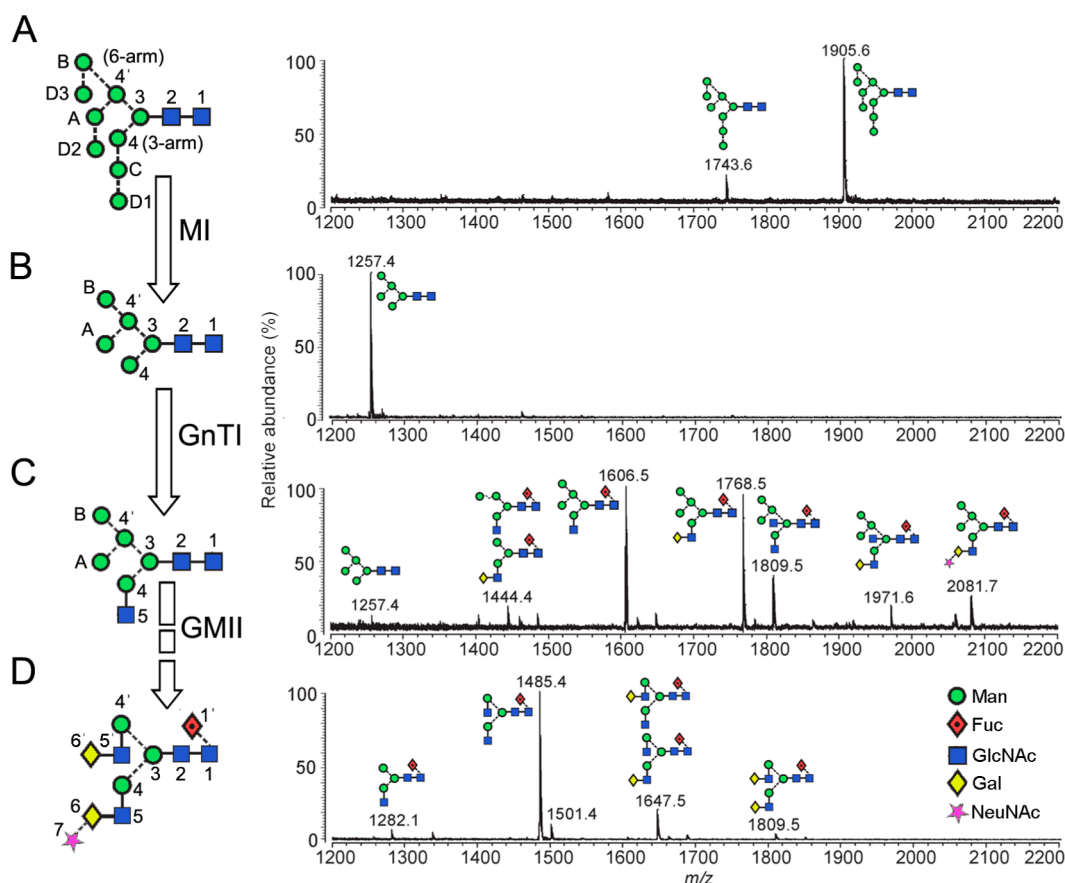 A
B
(6-arm)
4'
D3
3
2
1
A
4 (3-arm)
D2
C
D1
MI
100
50
0
1743.6
1905.6
1200 1300 1400 1500 1600 1700 1800 1900 2000 2100 2200
B
B
4'
A
3
2
1
4
GnTI
100
50
0
1257.4
1200 1300 1400 1500 1600 1700 1800 1900 2000 2100 2200
Relative abundance (%)
C
B
4'
A
3
2
1
4
5
GMII
100
50
0
1257.4
1444.4
1606.5
1768.5
1809.5
1971.6
2081.7
1200 1300 1400 1500 1600 1700 1800 1900 2000 2100 2200
D
4'
1'
6'
5'
3
2
1
4
6
5
7
100
50
0
1282.1
1485.4
1501.4
1647.5
1809.5
1200 1300 1400 1500 1600 1700 1800 1900 2000 2100 2200
m/z
Man
Fuc
GlcNAc
Gal
NeuNAc